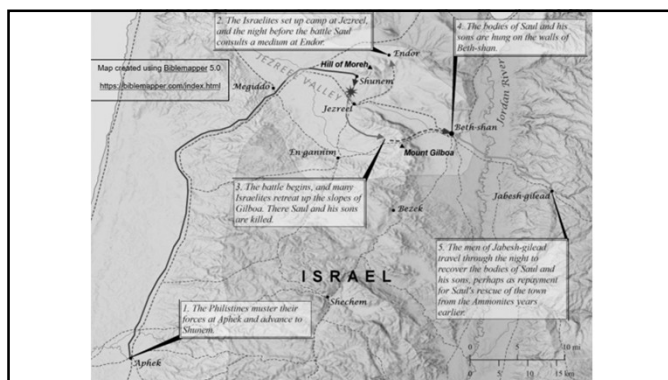 2. The Israelites set up camp at Jezreel,
and the night before the battle Saul
consults a medium at Endor.
4. The bodies of Saul and his
sons are hung on the walls of
Beth-shan.
Map created using Biblemapper 5.0
https://biblemapper.com/index.html
Endor
Hill of Moreh
Shunem
JEZREEL VALLEY
Megiddo
Jezreel
Jordan River
Beth-shan
En-gannim
Mount Gilboa
3. The battle begins, and many
Israelites retreat up the slopes of
Gilboa. There Saul and his sons
are killed.
Bezek
Jabesh-gilead
5. The men of Jabesh-gilead
travel through the night to
recover the bodies of Saul and
his sons, perhaps as repayment
for Saul's rescue of the town
from the Ammonites years
earlier.
ISRAEL
Shechem
1. The Philistines muster their
forces at Aphek and advance to
Shunem.
Aphek
0 5 10 mi
0 5 10 15 km